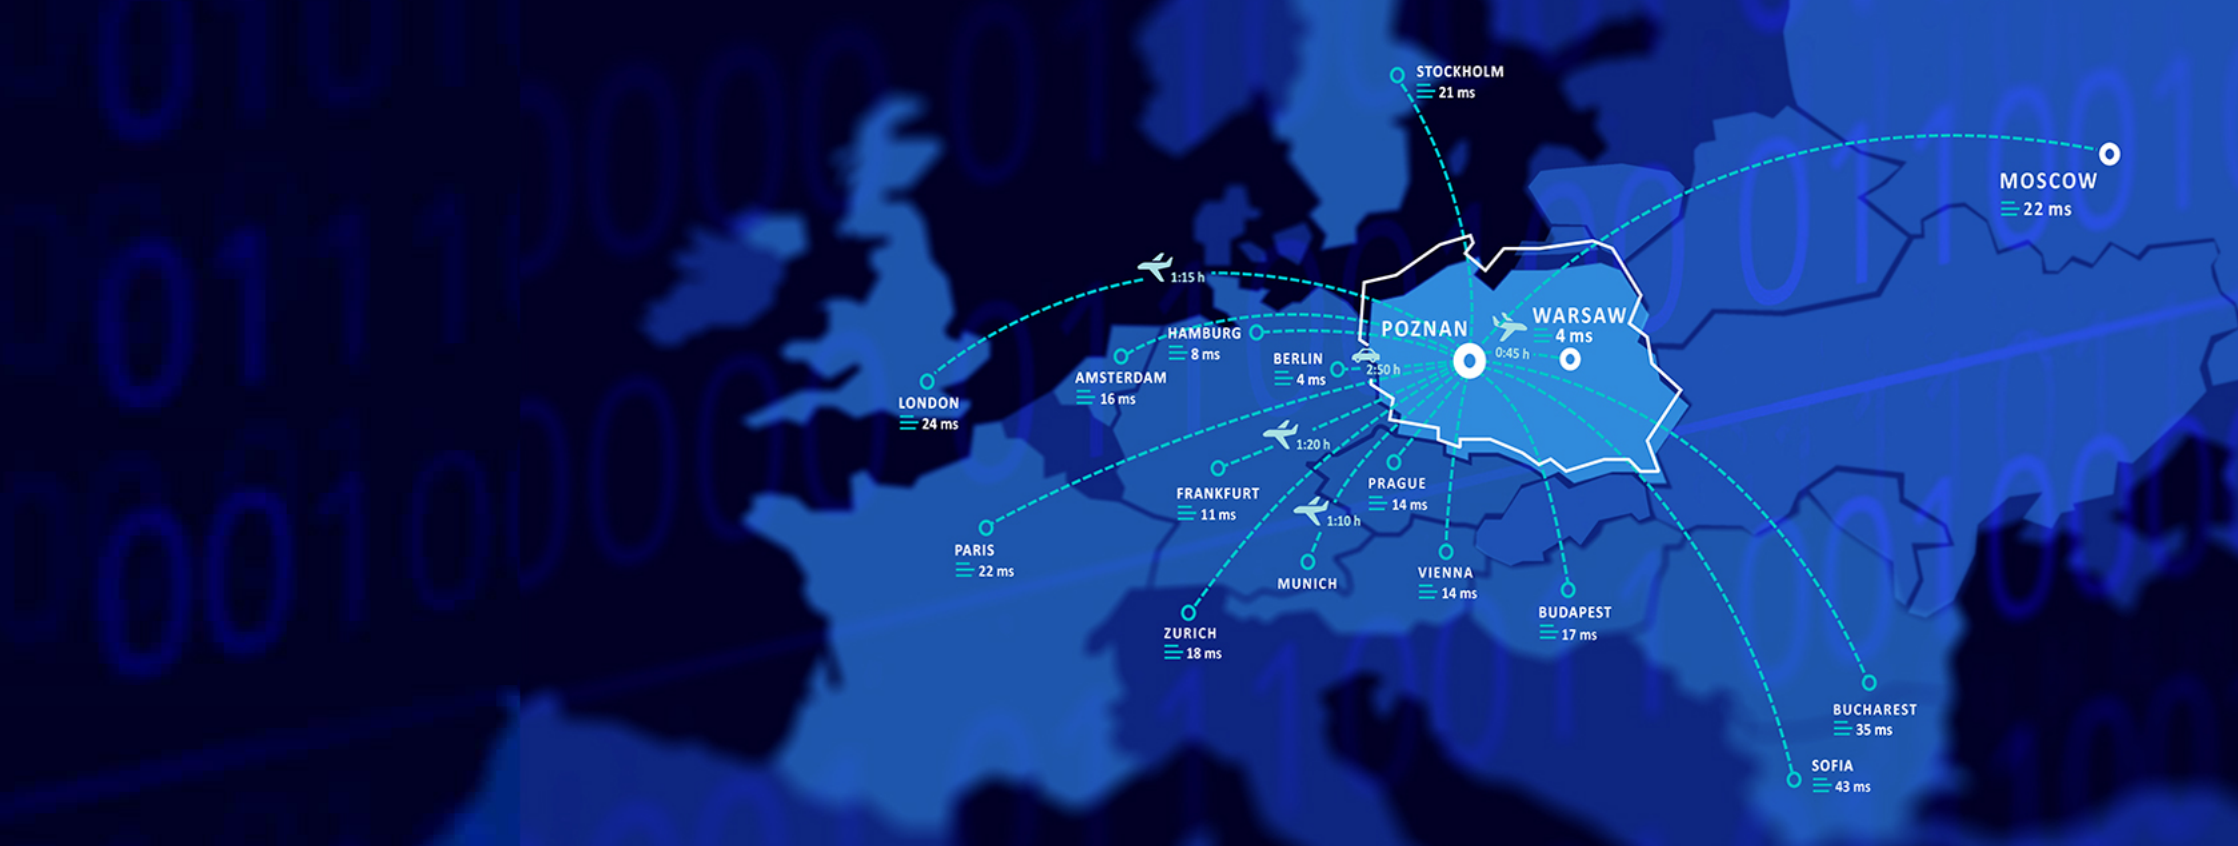 STOCKHOLM
21 ms
MOSCOW
22 ms
1:15 h
HAMBURG
8 ms
POZNAN
WARSAW
4 ms
0:45 h
BERLIN
4 ms
2:50 h
AMSTERDAM
16 ms
LONDON
24 ms
1:20 h
FRANKFURT
11 ms
PRAGUE
14 ms
1:10 h
PARIS
22 ms
MUNICH
VIENNA
14 ms
BUDAPEST
17 ms
ZURICH
18 ms
BUCHAREST
35 ms
SOFIA
43 ms